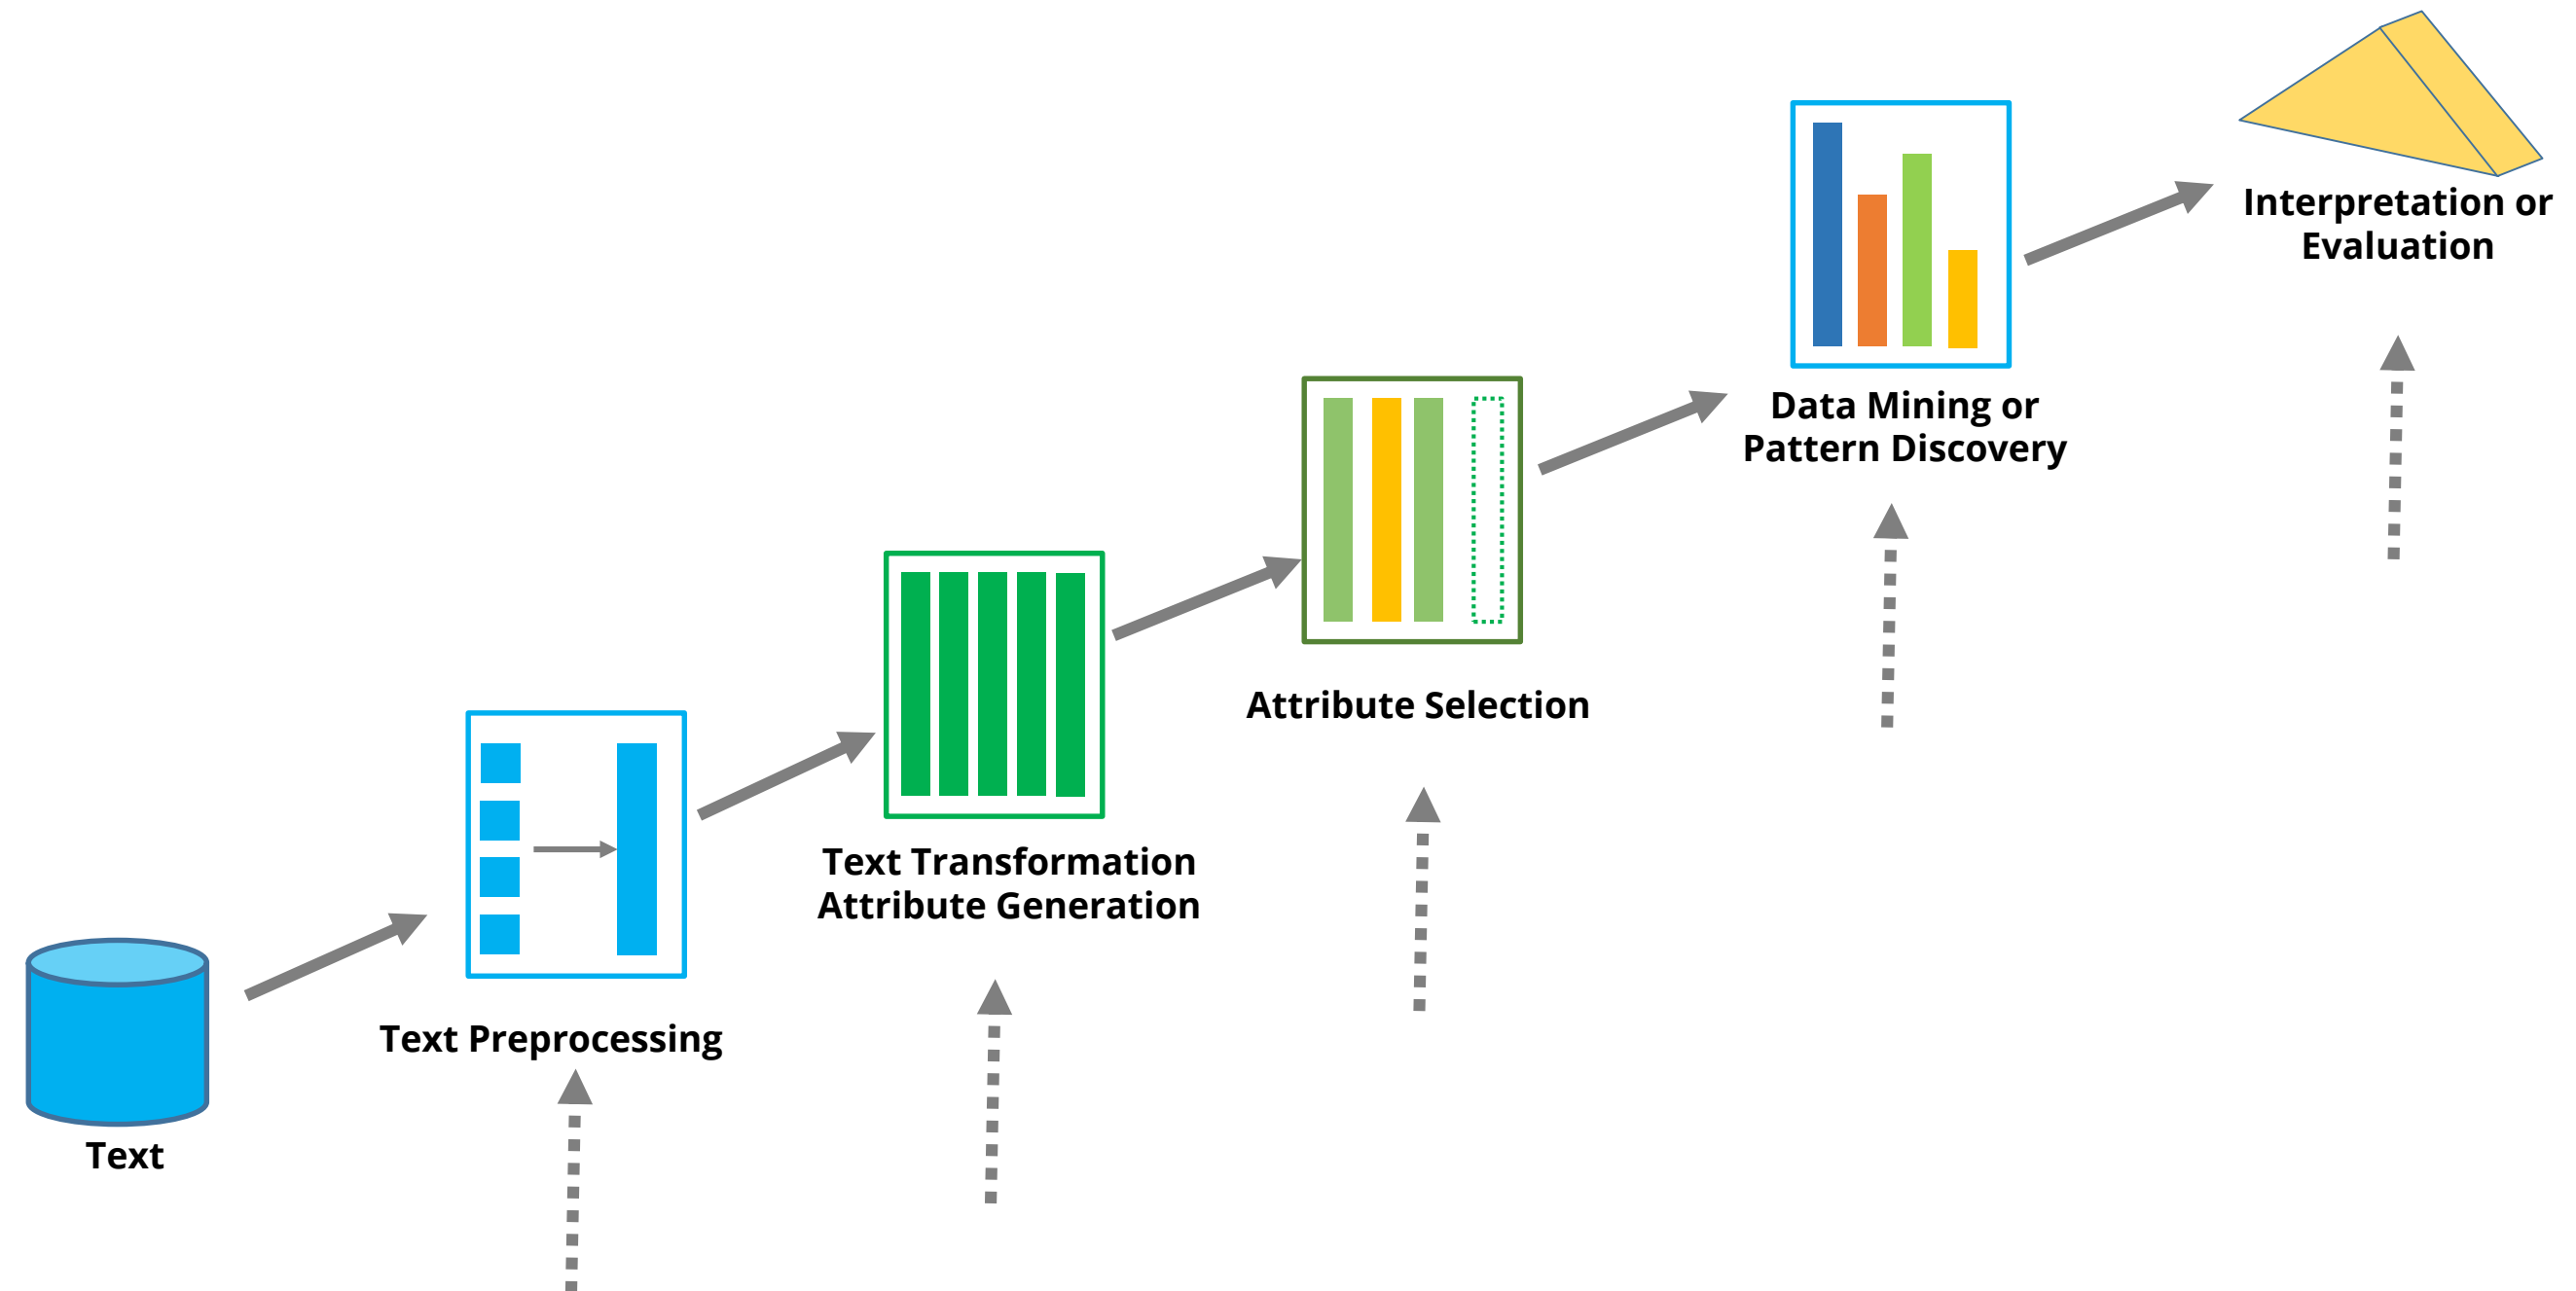 Text
Text Preprocessing
Text Transformation
Attribute Generation
Attribute Selection
Data Mining or
Pattern Discovery
Interpretation or
Evaluation